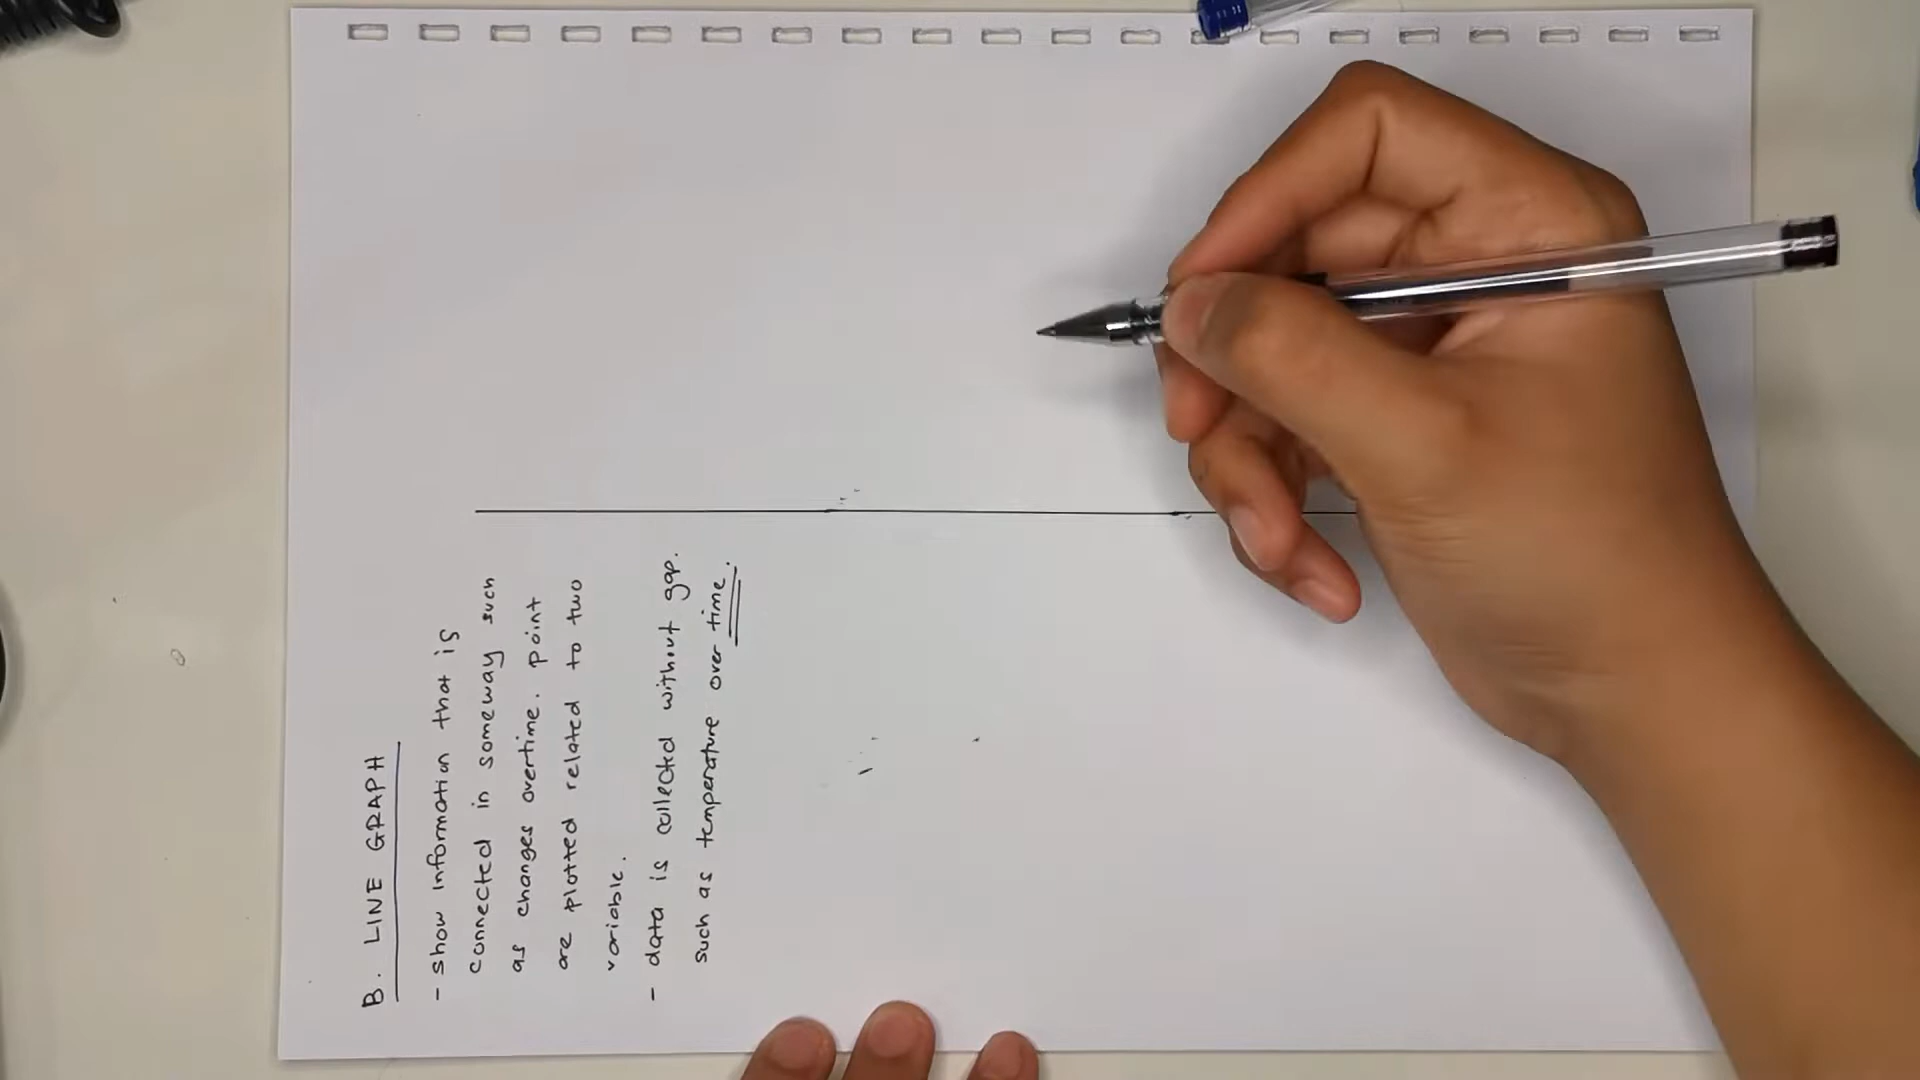 B. LINE GRAPH
- show information that is
connected in someway such
as changes overtime. point
are plotted related to two
variable.
- data is collected without gap.
such as temperature over time.